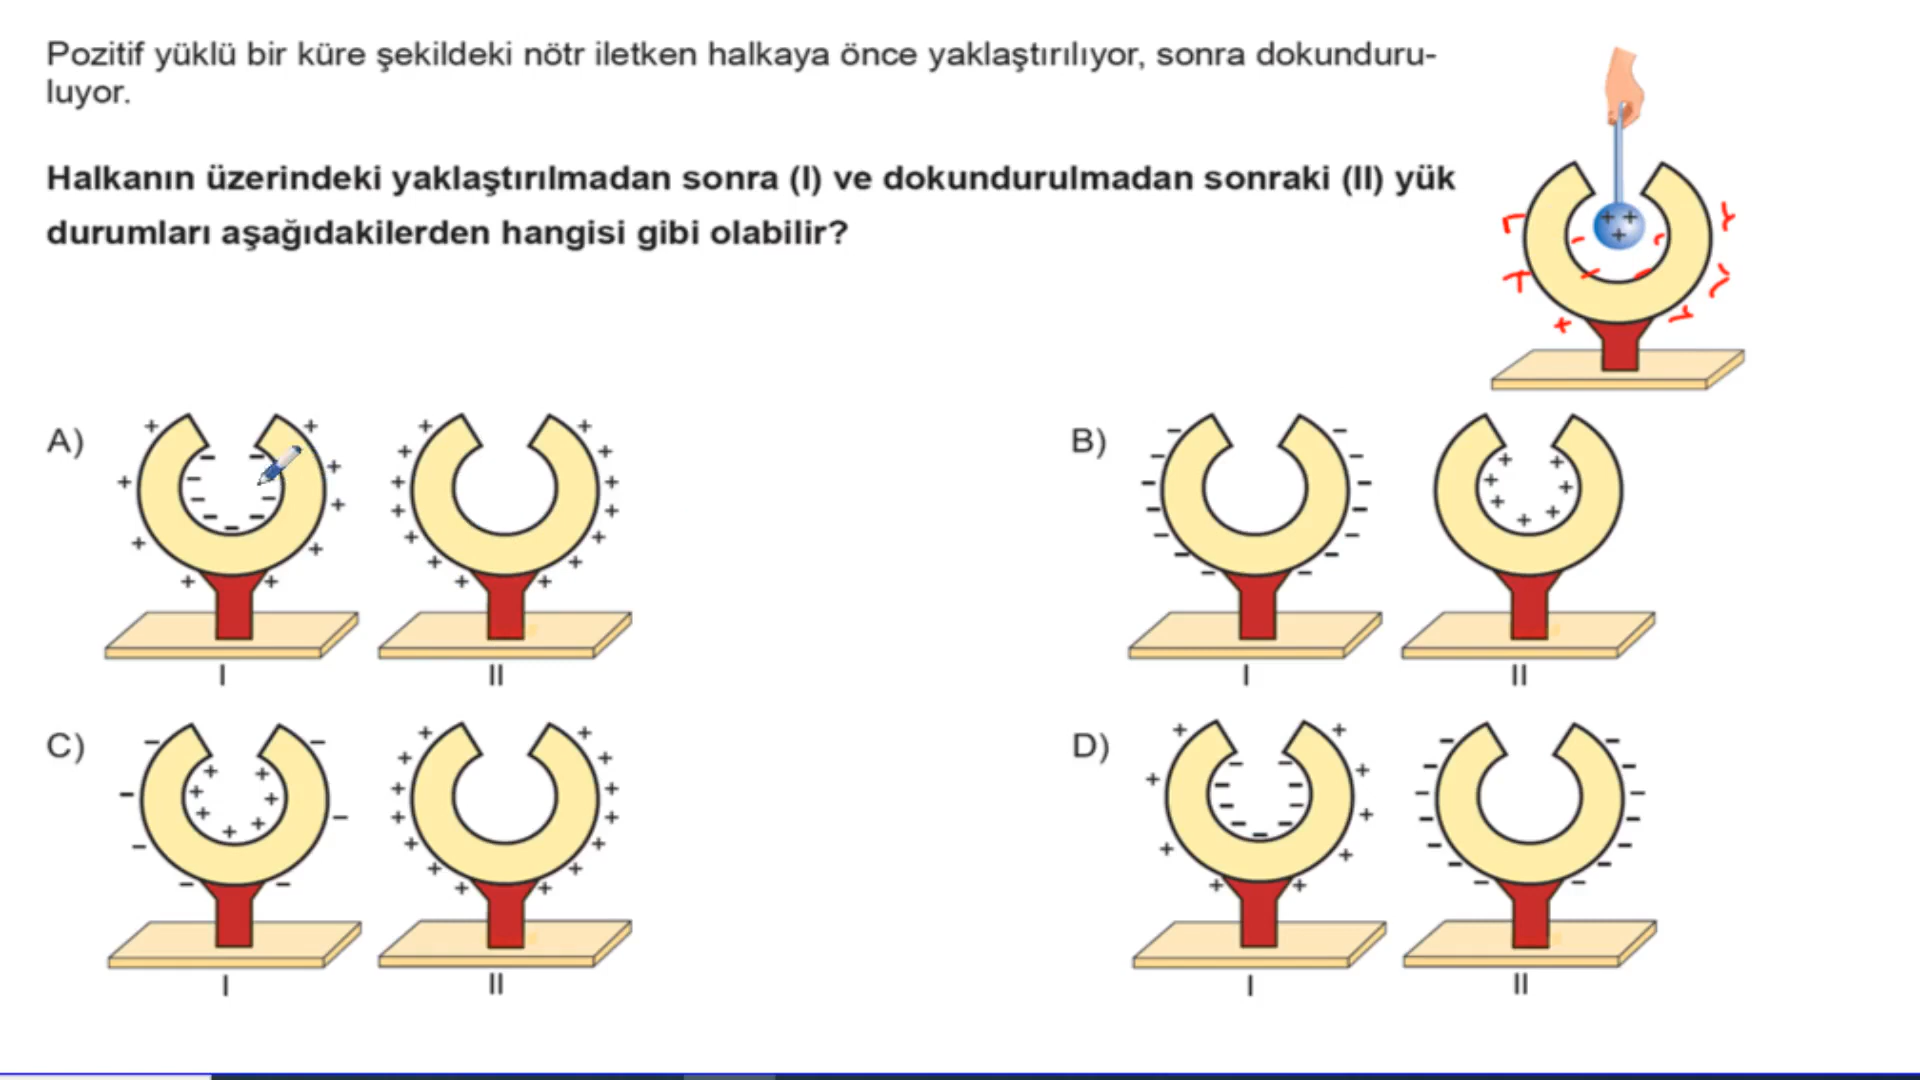 Pozitif yüklü bir küre şekildeki nötr iletken halkaya önce yaklaştırılıyor, sonra dokunduru-
luyor.
Halkanın üzerindeki yaklaştırılmadan sonra (I) ve dokundurulmadan sonraki (II) yük
durumları aşağıdakilerden hangisi gibi olabilir?
A)
I
II
B)
I
II
C)
I
II
D)
I
II